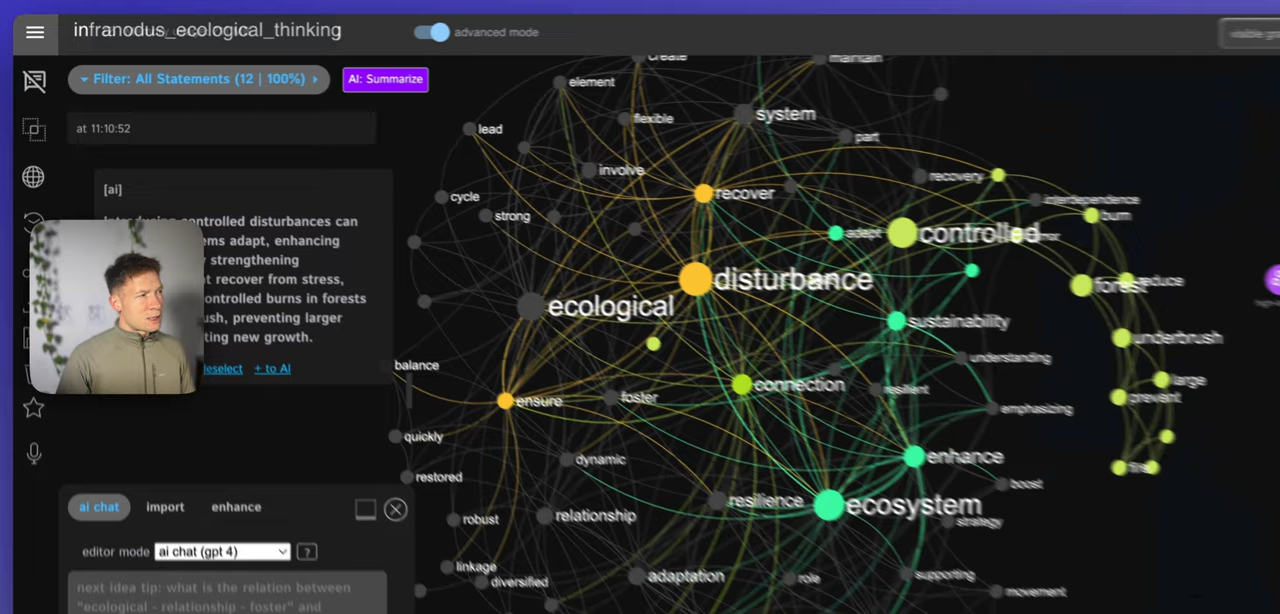 infranodus_ecological_thinking
advanced mode
Filter: All Statements (12 | 100%)
AI: Summarize
at 11:10:52
[ai]
controlled disturbances can
ems adapt, enhancing
strengthening
recover from stress,
controlled burns in forests
preventing larger
ting new growth.
deselect + to AI
ai chat import enhance
editor mode ai chat (gpt 4) ?
next idea tip: what is the relation between
"ecological - relationship - foster" and
create
maintain
element
system
flexible
lead
part
involve
recovery
recover
cycle
interdependence
strong
burn
adapt
controlled
disturbance
forest
reduce
ecological
sustainability
underbrush
understanding
balance
connection
large
resilient
ensure
foster
prevent
emphasizing
quickly
enhance
dynamic
restored
boost
resilience
ecosystem
relationship
robust
strategy
linkage
adaptation
role
supporting
diversified
movement